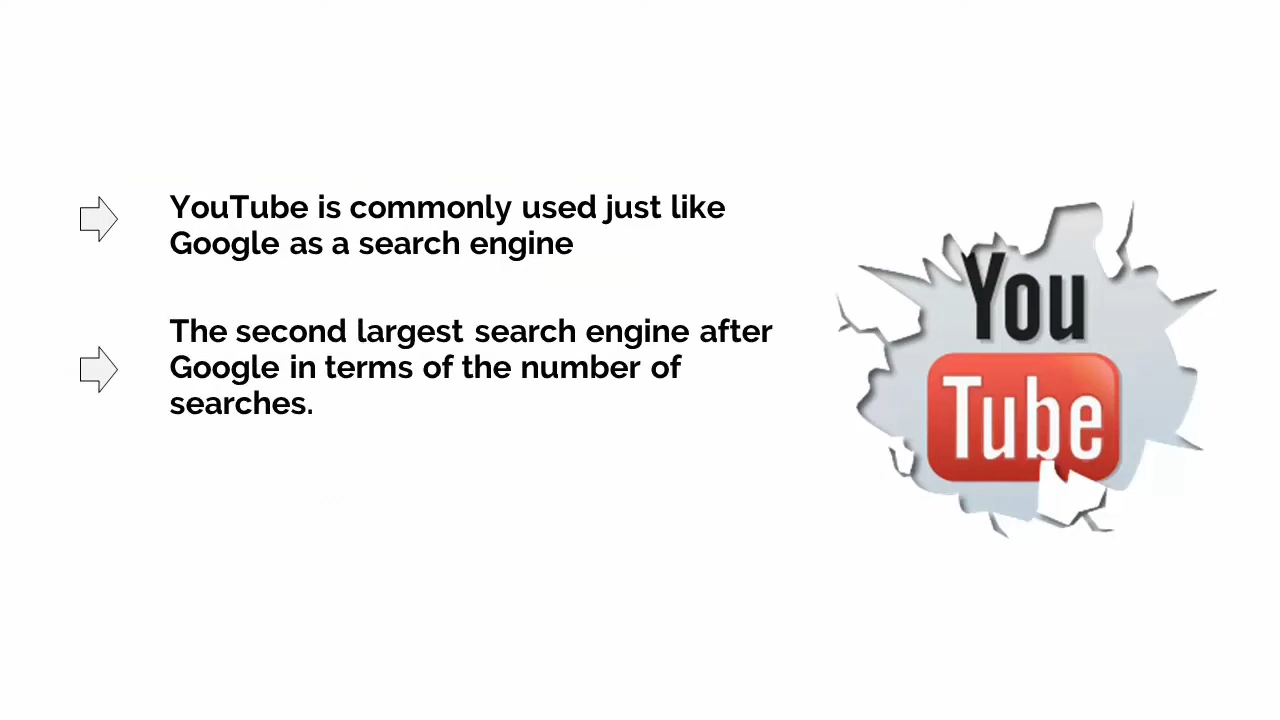 YouTube is commonly used just like
Google as a search engine
The second largest search engine after
Google in terms of the number of
searches.
You
Tube